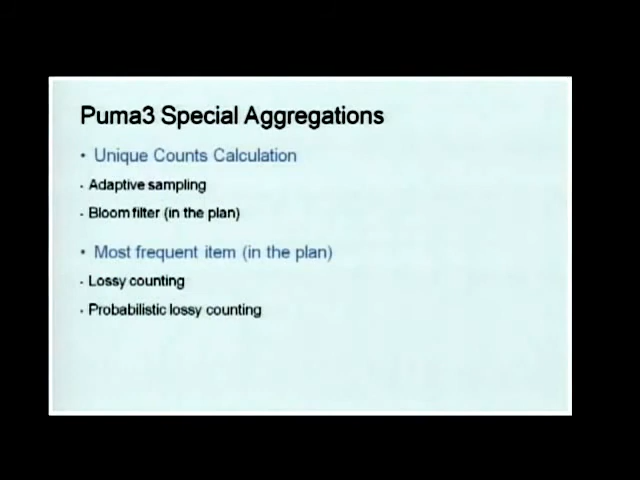 Puma3 Special Aggregations
• Unique Counts Calculation
- Adaptive sampling
- Bloom filter (in the plan)
• Most frequent item (in the plan)
- Lossy counting
- Probabilistic lossy counting